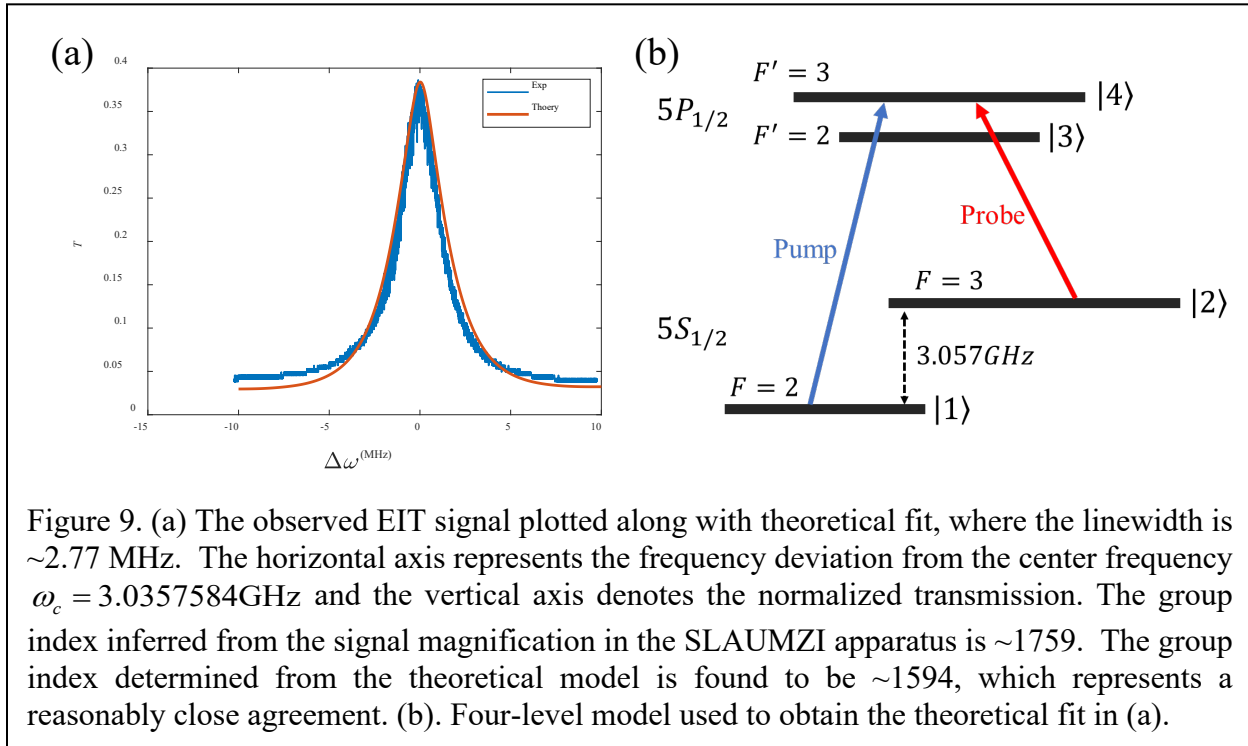 (a)
0.4
0.35
0.3
0.25
0.2
0.15
0.1
0.05
0
T
-15
-10
-5
0
5
10
Δω(MHz)
Exp
Thoery
(b)
F′ = 3
|4⟩
5P1/2
F′ = 2
|3⟩
Probe
Pump
F = 3
|2⟩
5S1/2
3.057GHz
F = 2
|1⟩
Figure 9. (a) The observed EIT signal plotted along with theoretical fit, where the linewidth is
~2.77 MHz. The horizontal axis represents the frequency deviation from the center frequency
ωc = 3.0357584GHz and the vertical axis denotes the normalized transmission. The group
index inferred from the signal magnification in the SLAUMZI apparatus is ~1759. The group
index determined from the theoretical model is found to be ~1594, which represents a
reasonably close agreement. (b). Four-level model used to obtain the theoretical fit in (a).